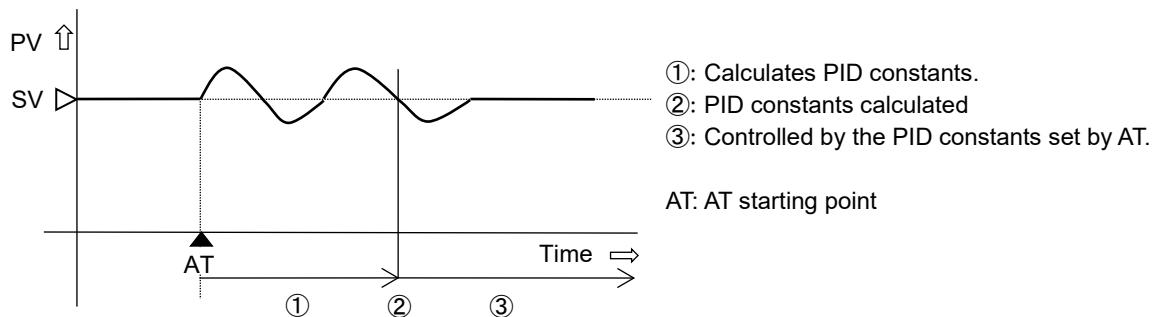 PV
SV
①: Calculates PID constants.
②: PID constants calculated
③: Controlled by the PID constants set by AT.
AT: AT starting point
Time
AT
① ② ③